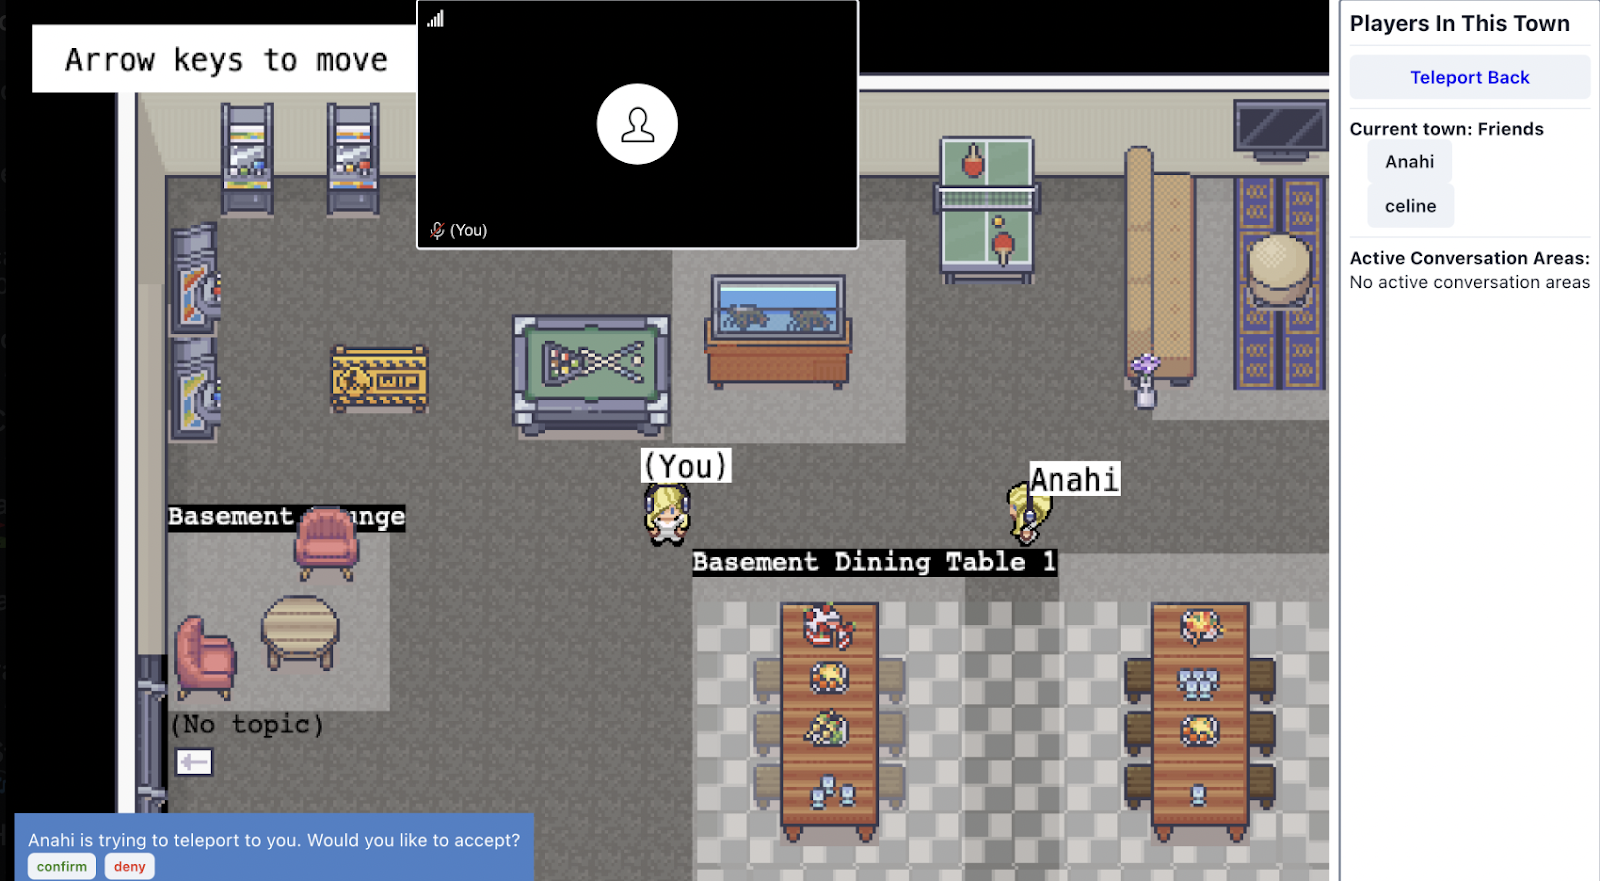 Arrow keys to move
(You)
WIP
(You)
Anahi
Basement
nge
Basement Dining Table 1
(No topic)
Anahi is trying to teleport to you. Would you like to accept?
confirm deny
Players In This Town
Teleport Back
Current town: Friends
Anahi
celine
Active Conversation Areas:
No active conversation areas